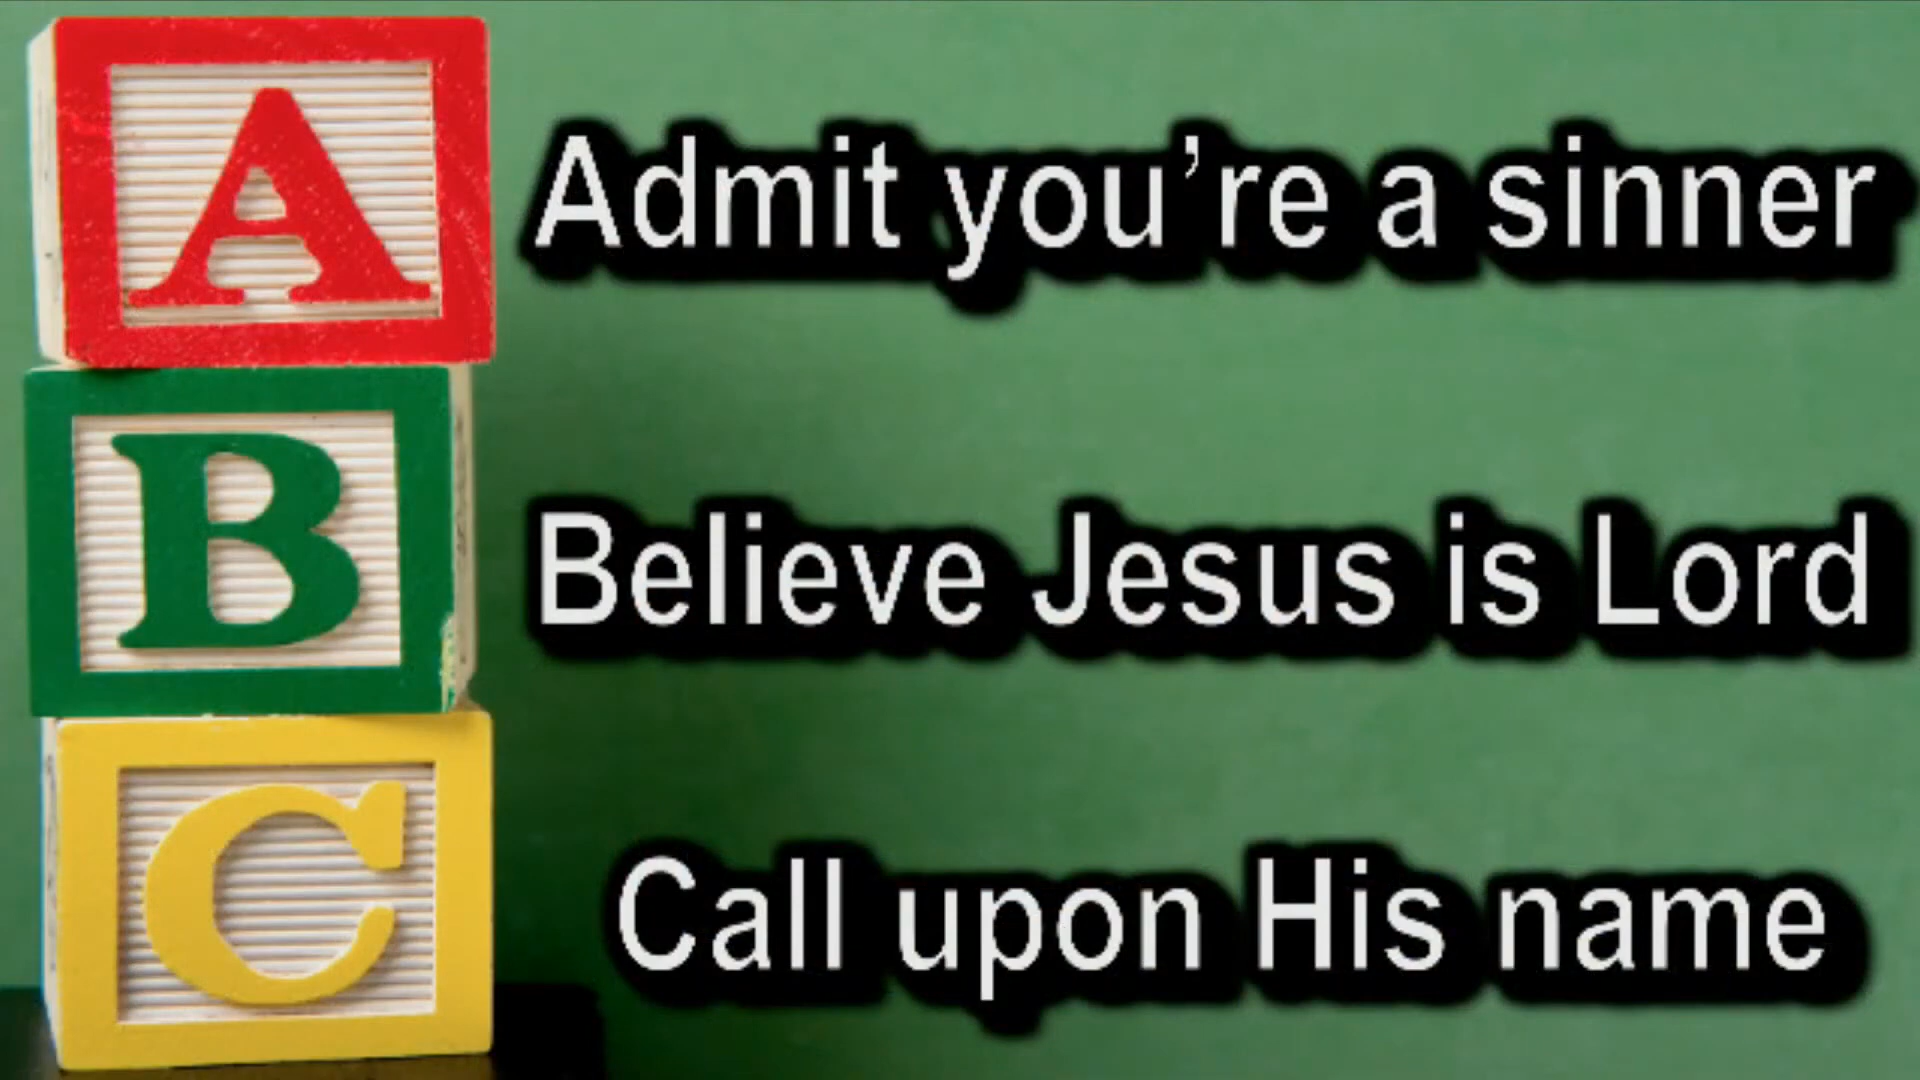 A
Admit you’re a sinner
B
Believe Jesus is Lord
C
Call upon His name